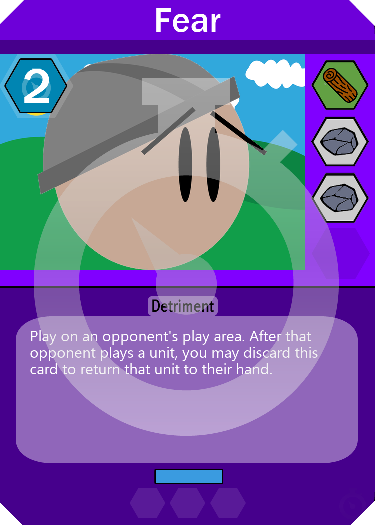 Fear
2
Detriment
Play on an opponent's play area. After that
opponent plays a unit, you may discard this
card to return that unit to their hand.